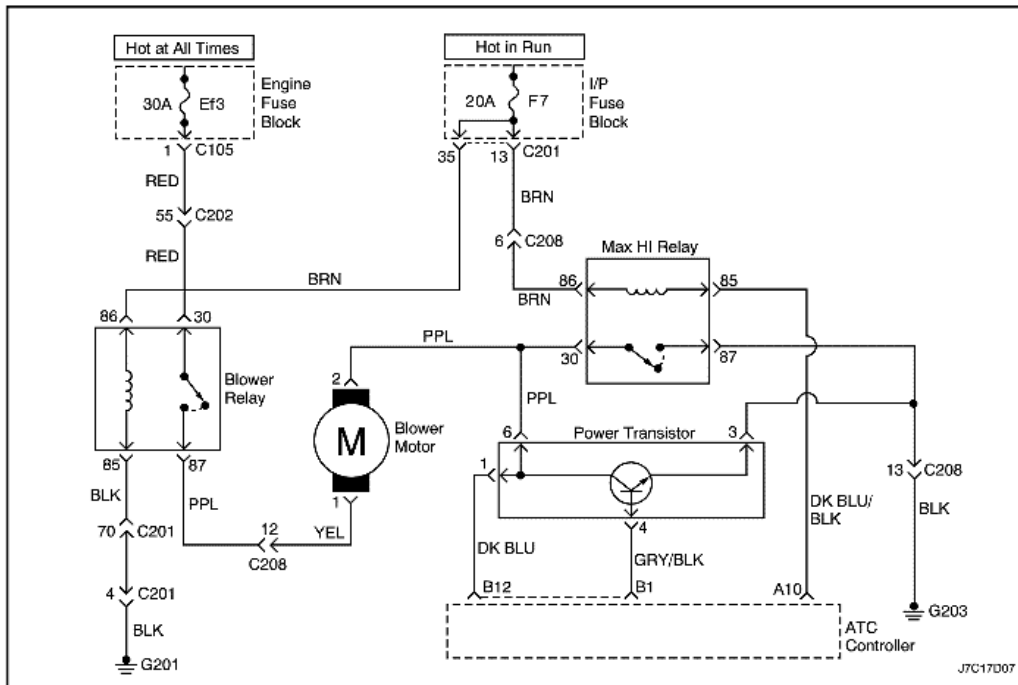 Hot at All Times
Hot in Run
30A Ef3
Engine
Fuse
Block
20A F7
I/P
Fuse
Block
1 C105
35 13 C201
RED
BRN
55 C202
6 C208
RED
Max HI Relay
BRN
86 85
BRN
86 30
PPL
30 87
Blower
Relay
2
PPL
M
Blower
Motor
6 Power Transistor 3
1
85 87
13 C208
BLK
PPL
1
4
DK BLU/
BLK
BLK
70 C201
12
YEL
DK BLU
GRY/BLK
C208
4 C201
B12 B1 A10
BLK
G203
ATC
Controller
G201
J7C17D07